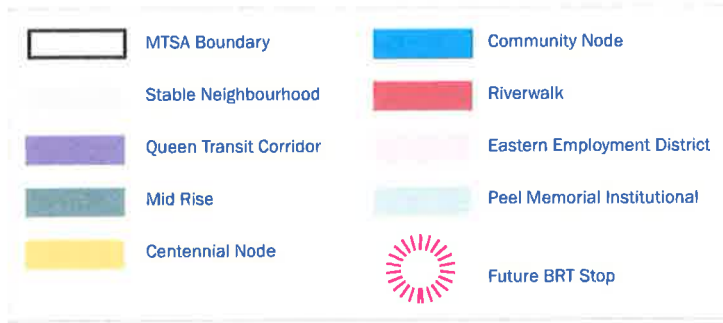 MTSA Boundary
Stable Neighbourhood
Queen Transit Corridor
Mid Rise
Centennial Node
Community Node
Riverwalk
Eastern Employment District
Peel Memorial Institutional
Future BRT Stop